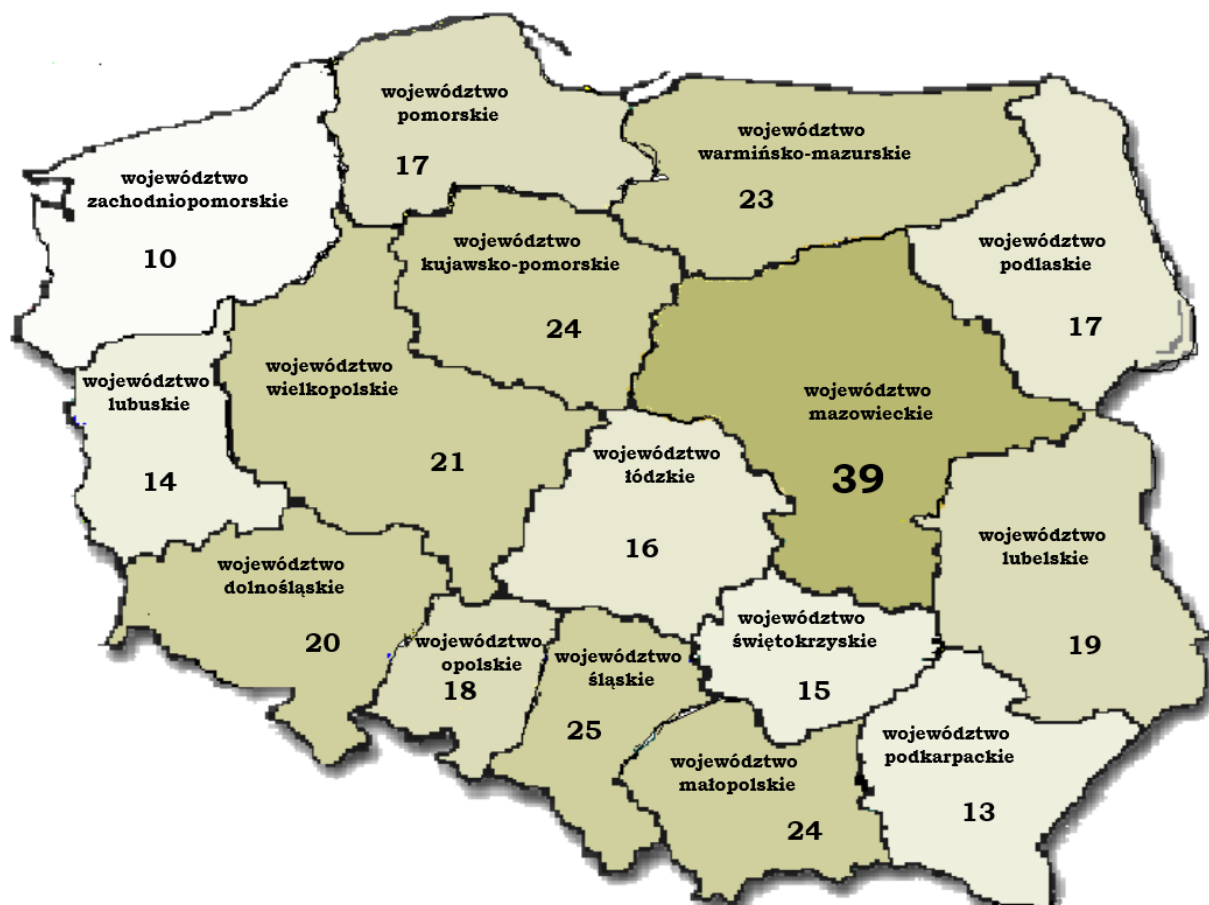 województwo
pomorskie
17
województwo
warmińsko-mazurskie
23
województwo
zachodniopomorskie
10
województwo
kujawsko-pomorskie
24
województwo
podlaskie
17
województwo
lubuskie
14
województwo
wielkopolskie
21
województwo
mazowieckie
39
województwo
łódzkie
16
województwo
lubelskie
19
województwo
dolnośląskie
20
województwo
opolskie
18
województwo
śląskie
25
województwo
świętokrzyskie
15
województwo
małopolskie
24
województwo
podkarpackie
13